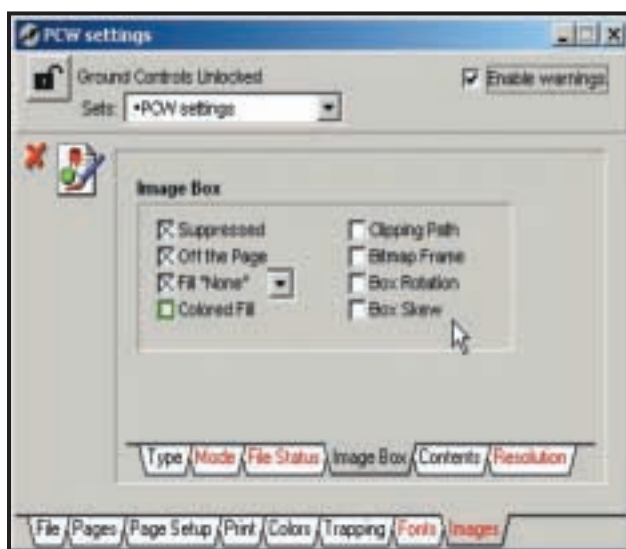 PCW settings
Ground Controls Unlocked
Enable warnings
Sets: •PCW settings
Image Box
Suppressed
Off the Page
Fill "None"
Colored Fill
Clipping Path
Bitmap Frame
Box Rotation
Box Skew
Type Mode File Status Image Box Contents Resolution
File Pages Page Setup Print Colors Trapping Fonts Images